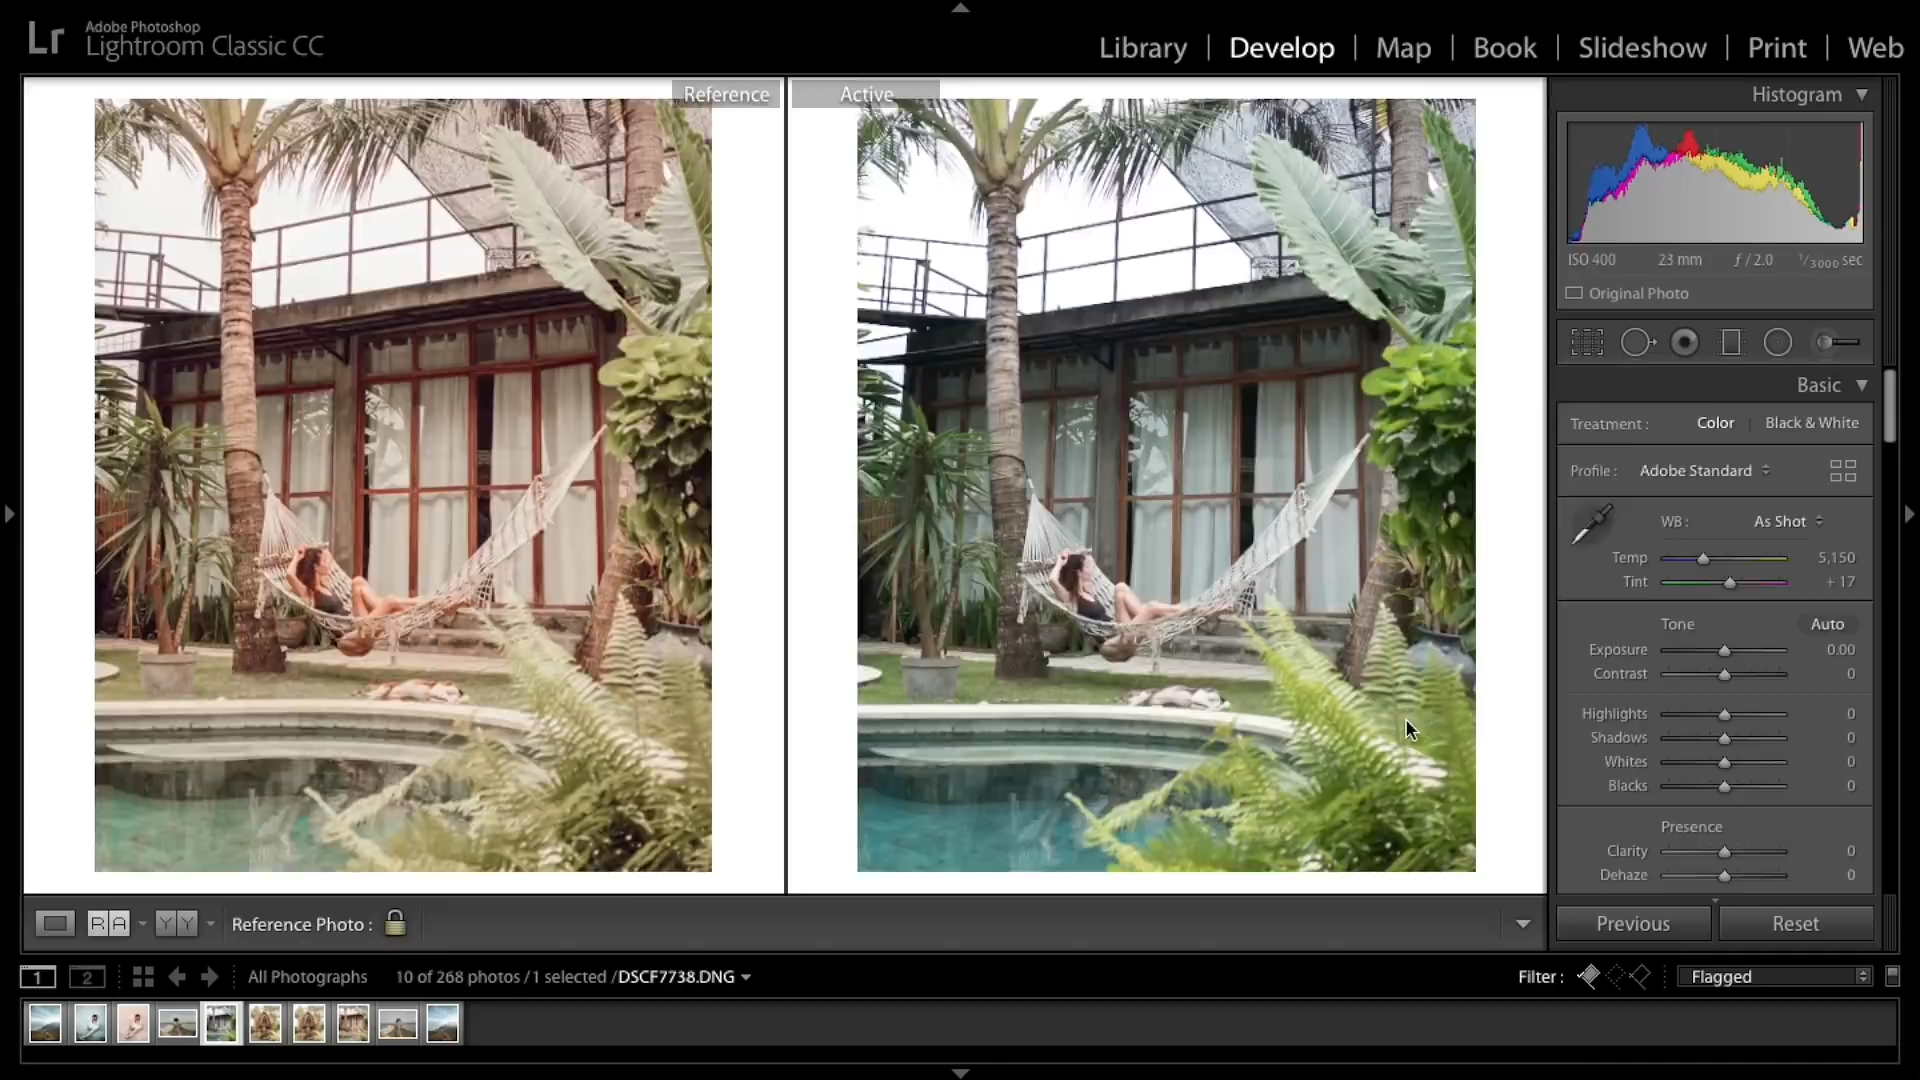 Lr
Adobe Photoshop
Lightroom Classic CC
Library | Develop | Map | Book | Slideshow | Print | Web
Reference
Active
Histogram
ISO 400 23 mm ƒ / 2.0 1/3000 sec
Original Photo
Basic
Treatment : Color | Black & White
Profile : Adobe Standard
WB : As Shot
Temp 5,150
Tint + 17
Tone Auto
Exposure 0.00
Contrast 0
Highlights 0
Shadows 0
Whites 0
Blacks 0
Presence
Clarity 0
Dehaze 0
R A Y Y Reference Photo :
Previous Reset
1 2 All Photographs 10 of 268 photos / 1 selected / DSCF7738.DNG Filter : Flagged